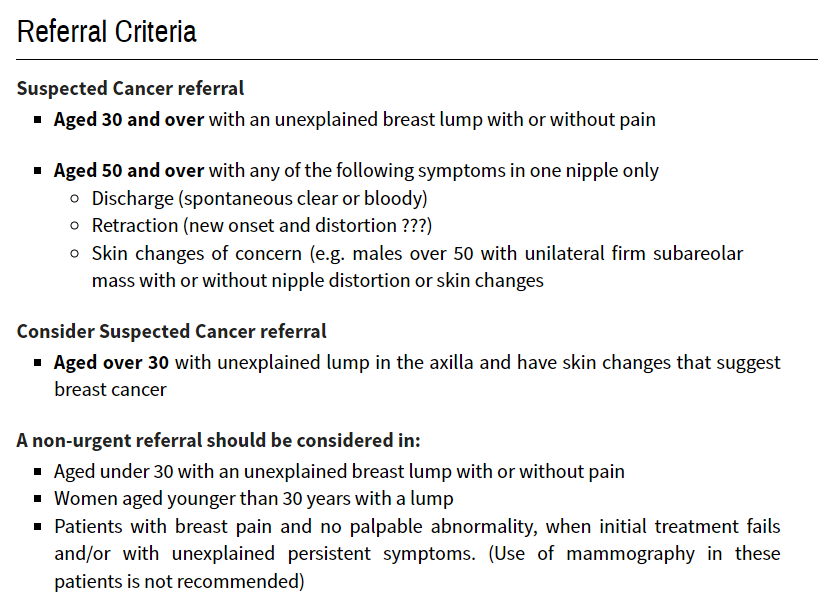 Referral Criteria
Suspected Cancer referral
▪ Aged 30 and over with an unexplained breast lump with or without pain
▪ Aged 50 and over with any of the following symptoms in one nipple only
○ Discharge (spontaneous clear or bloody)
○ Retraction (new onset and distortion ???)
○ Skin changes of concern (e.g. males over 50 with unilateral firm subareolar
mass with or without nipple distortion or skin changes
Consider Suspected Cancer referral
▪ Aged over 30 with unexplained lump in the axilla and have skin changes that suggest
breast cancer
A non-urgent referral should be considered in:
▪ Aged under 30 with an unexplained breast lump with or without pain
▪ Women aged younger than 30 years with a lump
▪ Patients with breast pain and no palpable abnormality, when initial treatment fails
and/or with unexplained persistent symptoms. (Use of mammography in these
patients is not recommended)